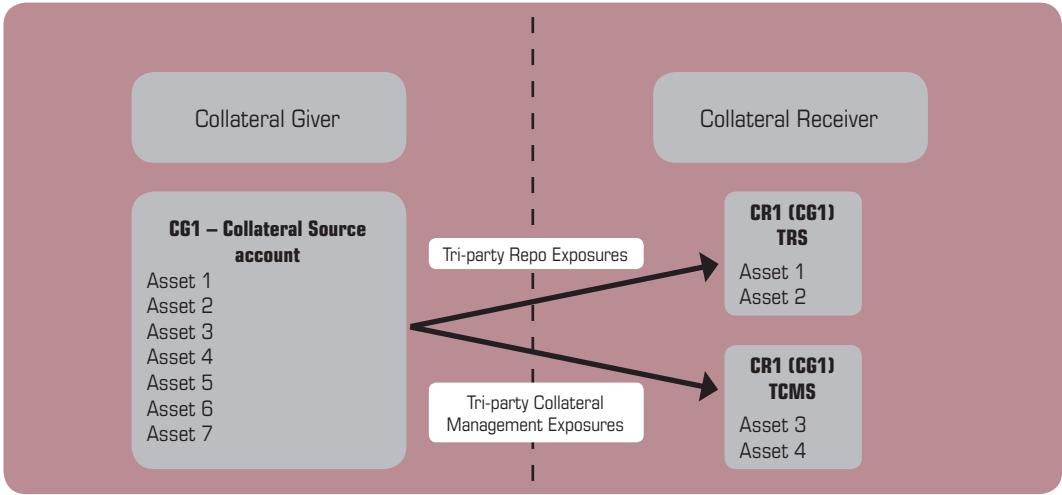 Collateral Giver
Collateral Receiver
CG1 – Collateral Source
account
Asset 1
Asset 2
Asset 3
Asset 4
Asset 5
Asset 6
Asset 7
Tri-party Repo Exposures
Tri-party Collateral
Management Exposures
CR1 (CG1)
TRS
Asset 1
Asset 2
CR1 (CG1)
TCMS
Asset 3
Asset 4